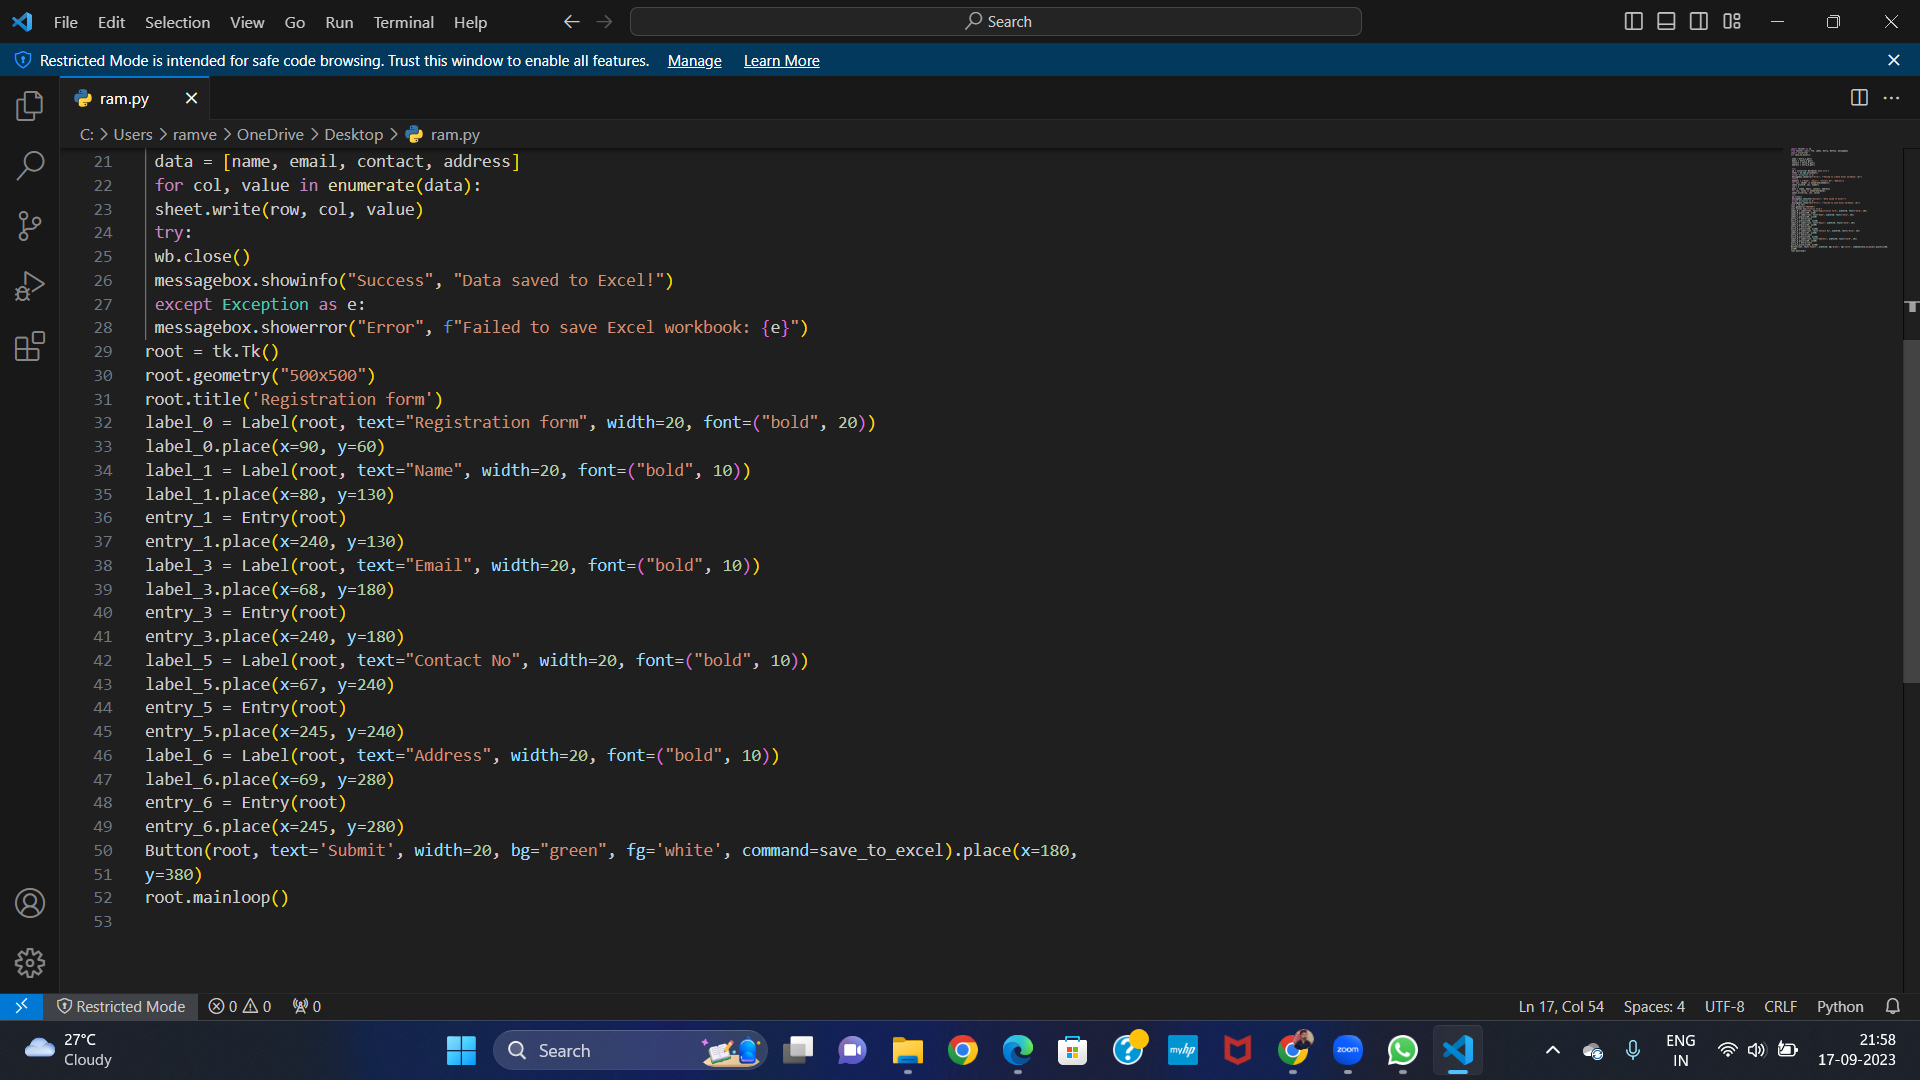 File Edit Selection View Go Run Terminal Help
Search
Restricted Mode is intended for safe code browsing. Trust this window to enable all features. Manage Learn More
ram.py
C: > Users > ramve > OneDrive > Desktop > ram.py
21 data = [name, email, contact, address]
22 for col, value in enumerate(data):
23 sheet.write(row, col, value)
24 try:
25 wb.close()
26 messagebox.showinfo("Success", "Data saved to Excel!")
27 except Exception as e:
28 messagebox.showerror("Error", f"Failed to save Excel workbook: {e}")
29 root = tk.Tk()
30 root.geometry("500x500")
31 root.title('Registration form')
32 label_0 = Label(root, text="Registration form", width=20, font=("bold", 20))
33 label_0.place(x=90, y=60)
34 label_1 = Label(root, text="Name", width=20, font=("bold", 10))
35 label_1.place(x=80, y=130)
36 entry_1 = Entry(root)
37 entry_1.place(x=240, y=130)
38 label_3 = Label(root, text="Email", width=20, font=("bold", 10))
39 label_3.place(x=68, y=180)
40 entry_3 = Entry(root)
41 entry_3.place(x=240, y=180)
42 label_5 = Label(root, text="Contact No", width=20, font=("bold", 10))
43 label_5.place(x=67, y=240)
44 entry_5 = Entry(root)
45 entry_5.place(x=245, y=240)
46 label_6 = Label(root, text="Address", width=20, font=("bold", 10))
47 label_6.place(x=69, y=280)
48 entry_6 = Entry(root)
49 entry_6.place(x=245, y=280)
50 Button(root, text='Submit', width=20, bg="green", fg='white', command=save_to_excel).place(x=180,
51 y=380)
52 root.mainloop()
53
Restricted Mode 0 0 0 Ln 17, Col 54 Spaces: 4 UTF-8 CRLF Python
27°C
Cloudy
Search
myhp
zoom
ENG
IN
21:58
17-09-2023